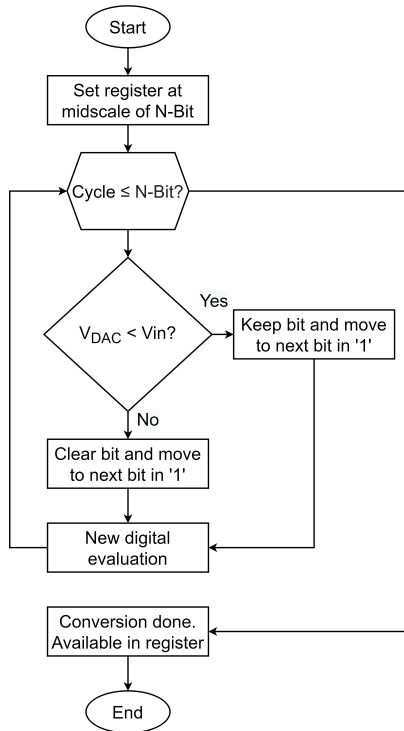 Start
Set register at
midscale of N-Bit
Cycle ≤ N-Bit?
V_DAC < Vin?
Yes
Keep bit and move
to next bit in '1'
No
Clear bit and move
to next bit in '1'
New digital
evaluation
Conversion done.
Available in register
End